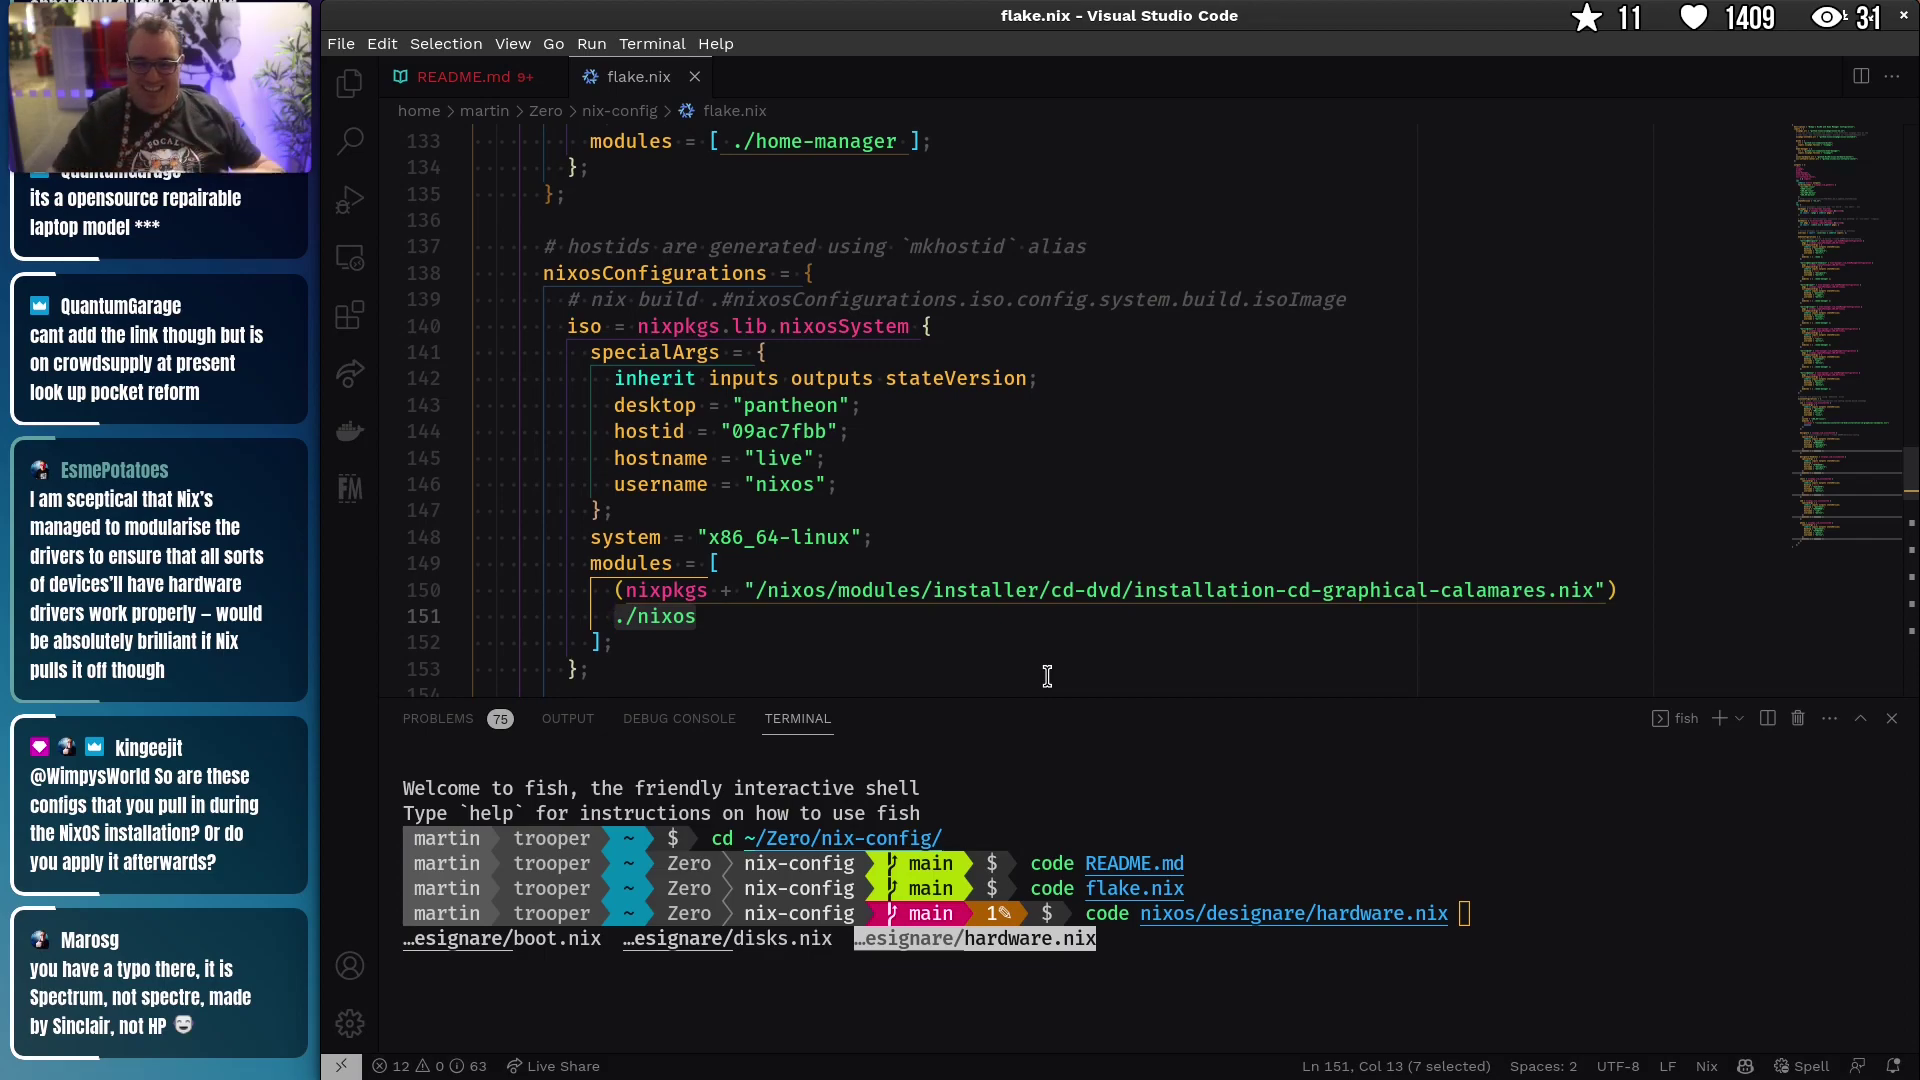 flake.nix - Visual Studio Code
11
1409
31
File Edit Selection View Go Run Terminal Help
README.md 9+
flake.nix
home > martin > Zero > nix-config > flake.nix
133 modules = [ ./home-manager ];
134 };
135 };
136
137 # hostids are generated using `mkhostid` alias
138 nixosConfigurations = {
139 # nix build .#nixosConfigurations.iso.config.system.build.isoImage
140 iso = nixpkgs.lib.nixosSystem {
141 specialArgs = {
142 inherit inputs outputs stateVersion;
143 desktop = "pantheon";
144 hostid = "09ac7fbb";
145 hostname = "live";
146 username = "nixos";
147 };
148 system = "x86_64-linux";
149 modules = [
150 (nixpkgs + "/nixos/modules/installer/cd-dvd/installation-cd-graphical-calamares.nix")
151 ./nixos
152 ];
153 };
154
PROBLEMS 75 OUTPUT DEBUG CONSOLE TERMINAL
fish
Welcome to fish, the friendly interactive shell
Type `help` for instructions on how to use fish
martin trooper ~ $ cd ~/Zero/nix-config/
martin trooper ~ Zero nix-config main $ code README.md
martin trooper ~ Zero nix-config main $ code flake.nix
martin trooper ~ Zero nix-config main 1✎ $ code nixos/designare/hardware.nix
…esignare/boot.nix …esignare/disks.nix …esignare/hardware.nix
12 0 63 Live Share
Ln 151, Col 13 (7 selected) Spaces: 2 UTF-8 LF Nix Spell
FOCAL
QuantumGarage
its a opensource repairable
laptop model ***
QuantumGarage
cant add the link though but is
on crowdsupply at present
look up pocket reform
EsmePotatoes
I am sceptical that Nix's
managed to modularise the
drivers to ensure that all sorts
of devices'll have hardware
drivers work properly – would
be absolutely brilliant if Nix
pulls it off though
kingeejit
@WimpysWorld So are these
configs that you pull in during
the NixOS installation? Or do
you apply it afterwards?
Marosg
you have a typo there, it is
Spectrum, not spectre, made
by Sinclair, not HP